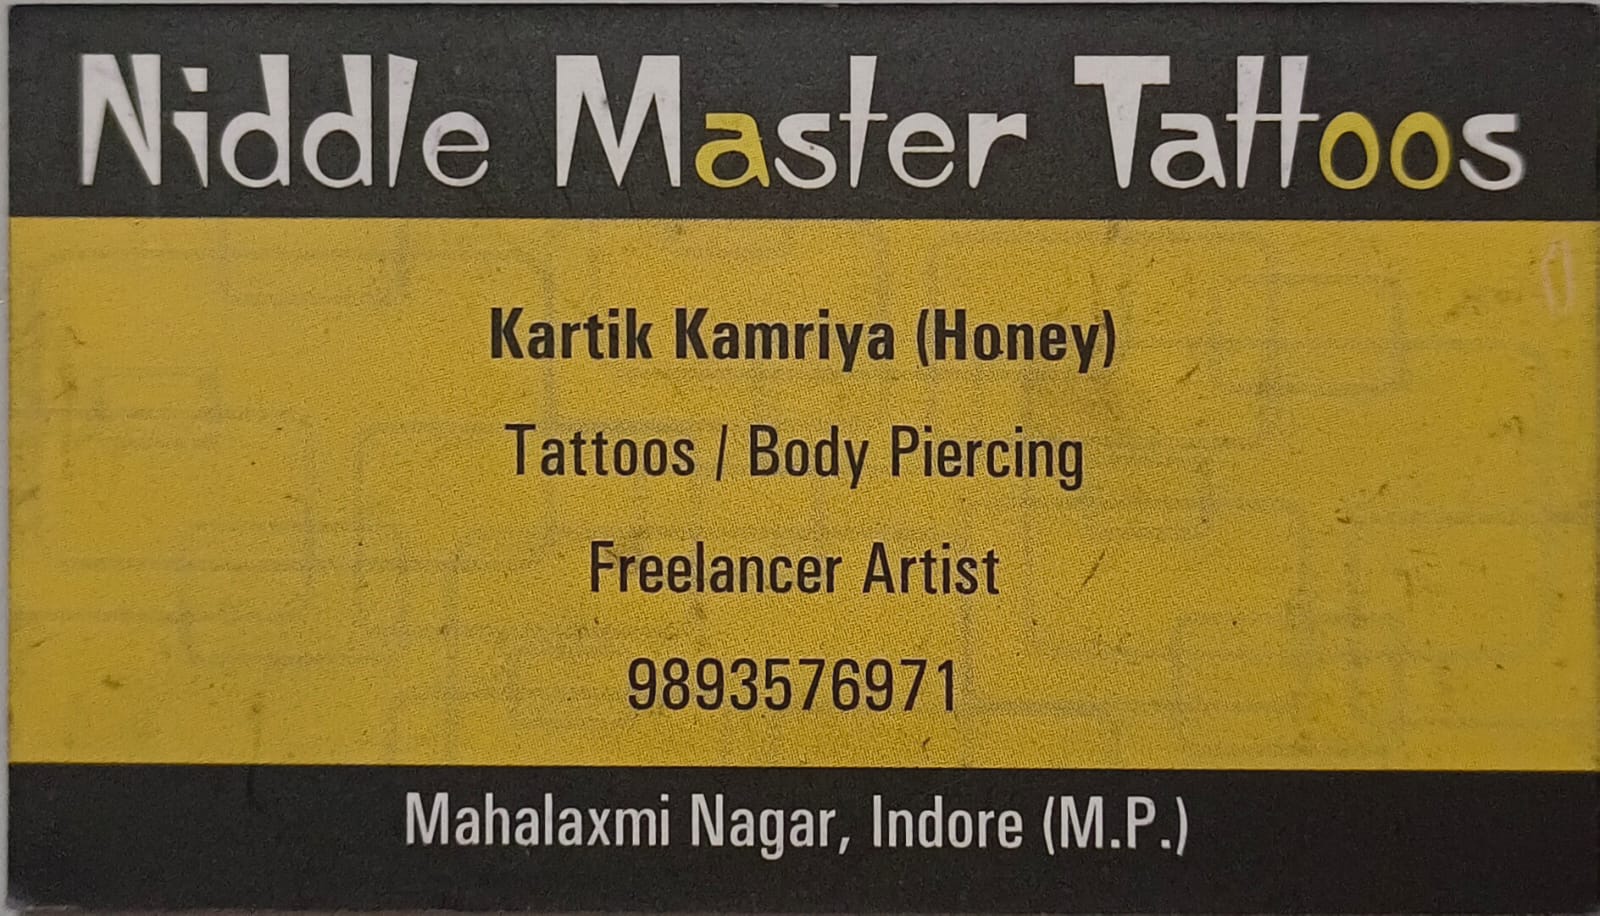 Niddle Master Tattoos
Kartik Kamriya (Honey)
Tattoos / Body Piercing
Freelancer Artist
9893576971
Mahalaxmi Nagar, Indore (M.P.)